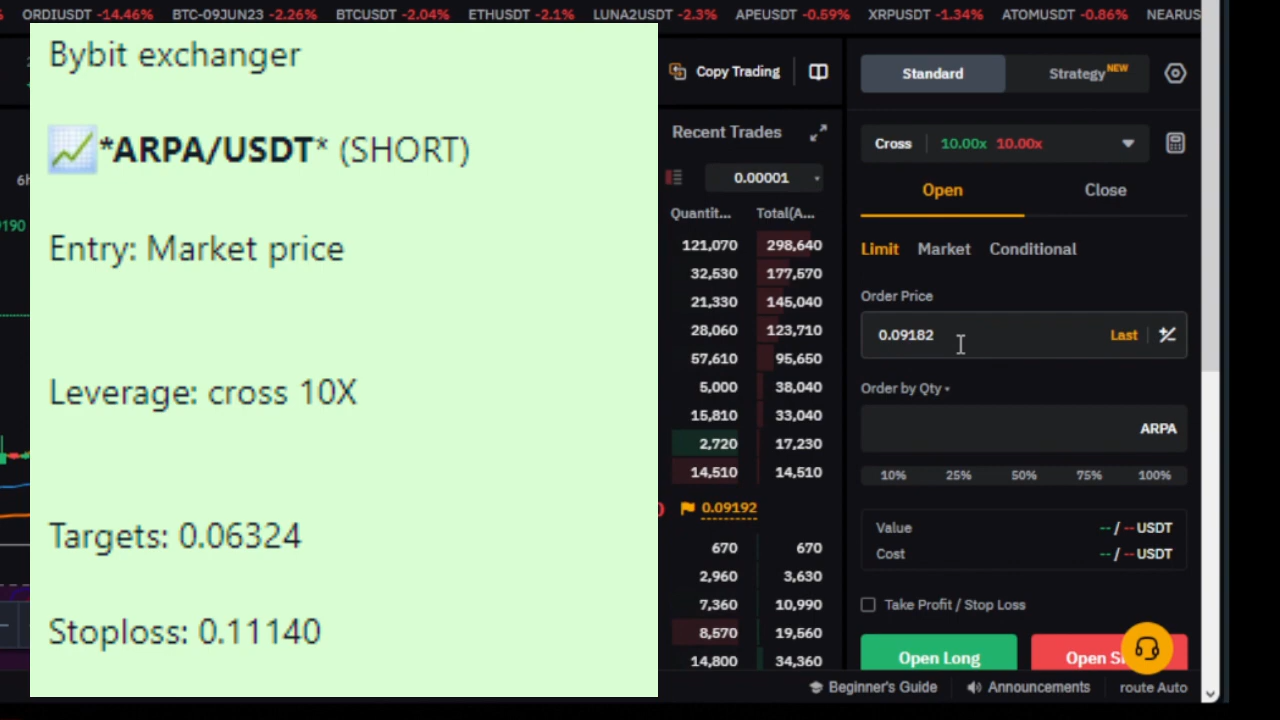 ORDIUSDT -14.46% BTC-09JUN23 -2.26% BTCUSDT -2.04% ETHUSDT -2.1% LUNA2USDT -2.3% APEUSDT -0.59% XRPUSDT -1.34% ATOMUSDT -0.86% NEARUS
Bybit exchanger
*ARPA/USDT* (SHORT)
Entry: Market price
Leverage: cross 10X
Targets: 0.06324
Stoploss: 0.11140
6h
9190
Copy Trading
Recent Trades
0.00001
Quantit... Total(A...
121,070 298,640
32,530 177,570
21,330 145,040
28,060 123,710
57,610 95,650
5,000 38,040
15,810 33,040
2,720 17,230
14,510 14,510
0.09192
670 670
2,960 3,630
7,360 10,990
8,570 19,560
14,800 34,360
Standard Strategy NEW
Cross 10.00x 10.00x
Open Close
Limit Market Conditional
Order Price
0.09182 Last
Order by Qty
ARPA
10% 25% 50% 75% 100%
Value -- / -- USDT
Cost -- / -- USDT
Take Profit / Stop Loss
Open Long Open S
Beginner's Guide Announcements route Auto